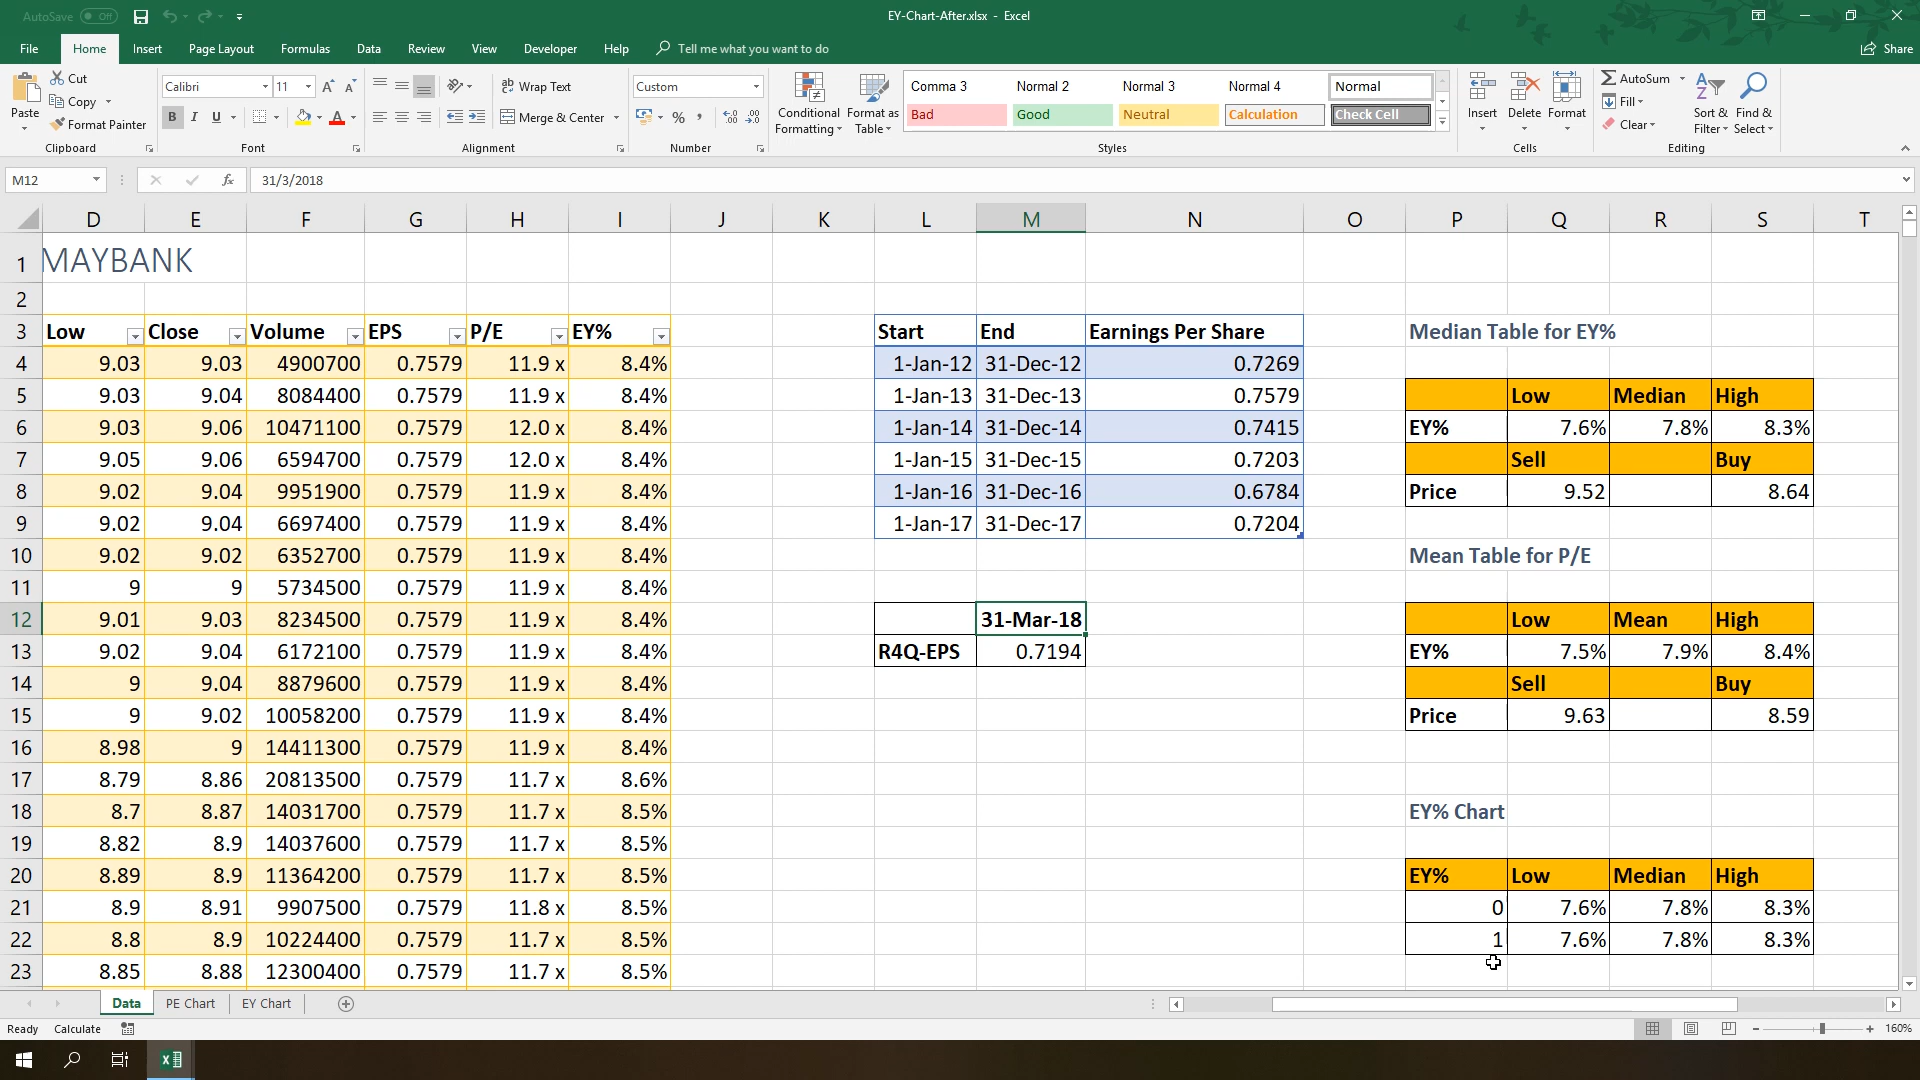 AutoSave Off
EY-Chart-After.xlsx - Excel
File Home Insert Page Layout Formulas Data Review View Developer Help Tell me what you want to do Share
Cut
Copy
Format Painter
Paste
Clipboard
Calibri 11
B I U
Font
Wrap Text
Merge & Center
Alignment
Custom
%
Number
Conditional Formatting
Format as Table
Comma 3 Normal 2 Normal 3 Normal 4 Normal
Bad Good Neutral Calculation Check Cell
Styles
Insert Delete Format
Cells
AutoSum
Fill
Clear
Sort & Filter
Find & Select
Editing
M12 fx 31/3/2018
D E F G H I J K L M N O P Q R S T
1 MAYBANK
2
3 Low Close Volume EPS P/E EY% Start End Earnings Per Share Median Table for EY%
4 9.03 9.03 4900700 0.7579 11.9 x 8.4% 1-Jan-12 31-Dec-12 0.7269
5 9.03 9.04 8084400 0.7579 11.9 x 8.4% 1-Jan-13 31-Dec-13 0.7579 Low Median High
6 9.03 9.06 10471100 0.7579 12.0 x 8.4% 1-Jan-14 31-Dec-14 0.7415 EY% 7.6% 7.8% 8.3%
7 9.05 9.06 6594700 0.7579 12.0 x 8.4% 1-Jan-15 31-Dec-15 0.7203 Sell Buy
8 9.02 9.04 9951900 0.7579 11.9 x 8.4% 1-Jan-16 31-Dec-16 0.6784 Price 9.52 8.64
9 9.02 9.04 6697400 0.7579 11.9 x 8.4% 1-Jan-17 31-Dec-17 0.7204
10 9.02 9.02 6352700 0.7579 11.9 x 8.4% Mean Table for P/E
11 9 9 5734500 0.7579 11.9 x 8.4%
12 9.01 9.03 8234500 0.7579 11.9 x 8.4% 31-Mar-18 Low Mean High
13 9.02 9.04 6172100 0.7579 11.9 x 8.4% R4Q-EPS 0.7194 EY% 7.5% 7.9% 8.4%
14 9 9.04 8879600 0.7579 11.9 x 8.4% Sell Buy
15 9 9.02 10058200 0.7579 11.9 x 8.4% Price 9.63 8.59
16 8.98 9 14411300 0.7579 11.9 x 8.4%
17 8.79 8.86 20813500 0.7579 11.7 x 8.6%
18 8.7 8.87 14031700 0.7579 11.7 x 8.5% EY% Chart
19 8.82 8.9 14037600 0.7579 11.7 x 8.5%
20 8.89 8.9 11364200 0.7579 11.7 x 8.5% EY% Low Median High
21 8.9 8.91 9907500 0.7579 11.8 x 8.5% 0 7.6% 7.8% 8.3%
22 8.8 8.9 10224400 0.7579 11.7 x 8.5% 1 7.6% 7.8% 8.3%
23 8.85 8.88 12300400 0.7579 11.7 x 8.5%
Data PE Chart EY Chart
Ready Calculate 160%